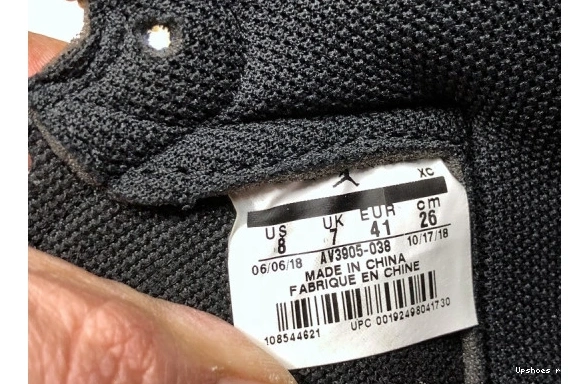 XC
US UK EUR cm
8 7 41 26
06/06/18 AV3905-038 10/17/18
MADE IN CHINA
FABRIQUE EN CHINE
108544621 UPC 00192498041730
Upshoes r